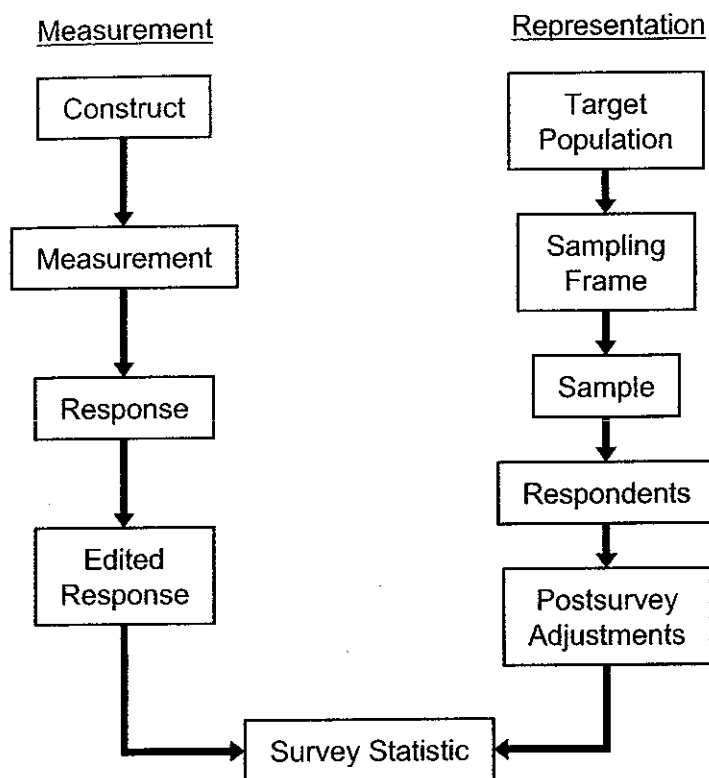 Measurement
Construct
Measurement
Response
Edited
Response
Representation
Target
Population
Sampling
Frame
Sample
Respondents
Postsurvey
Adjustments
Survey Statistic